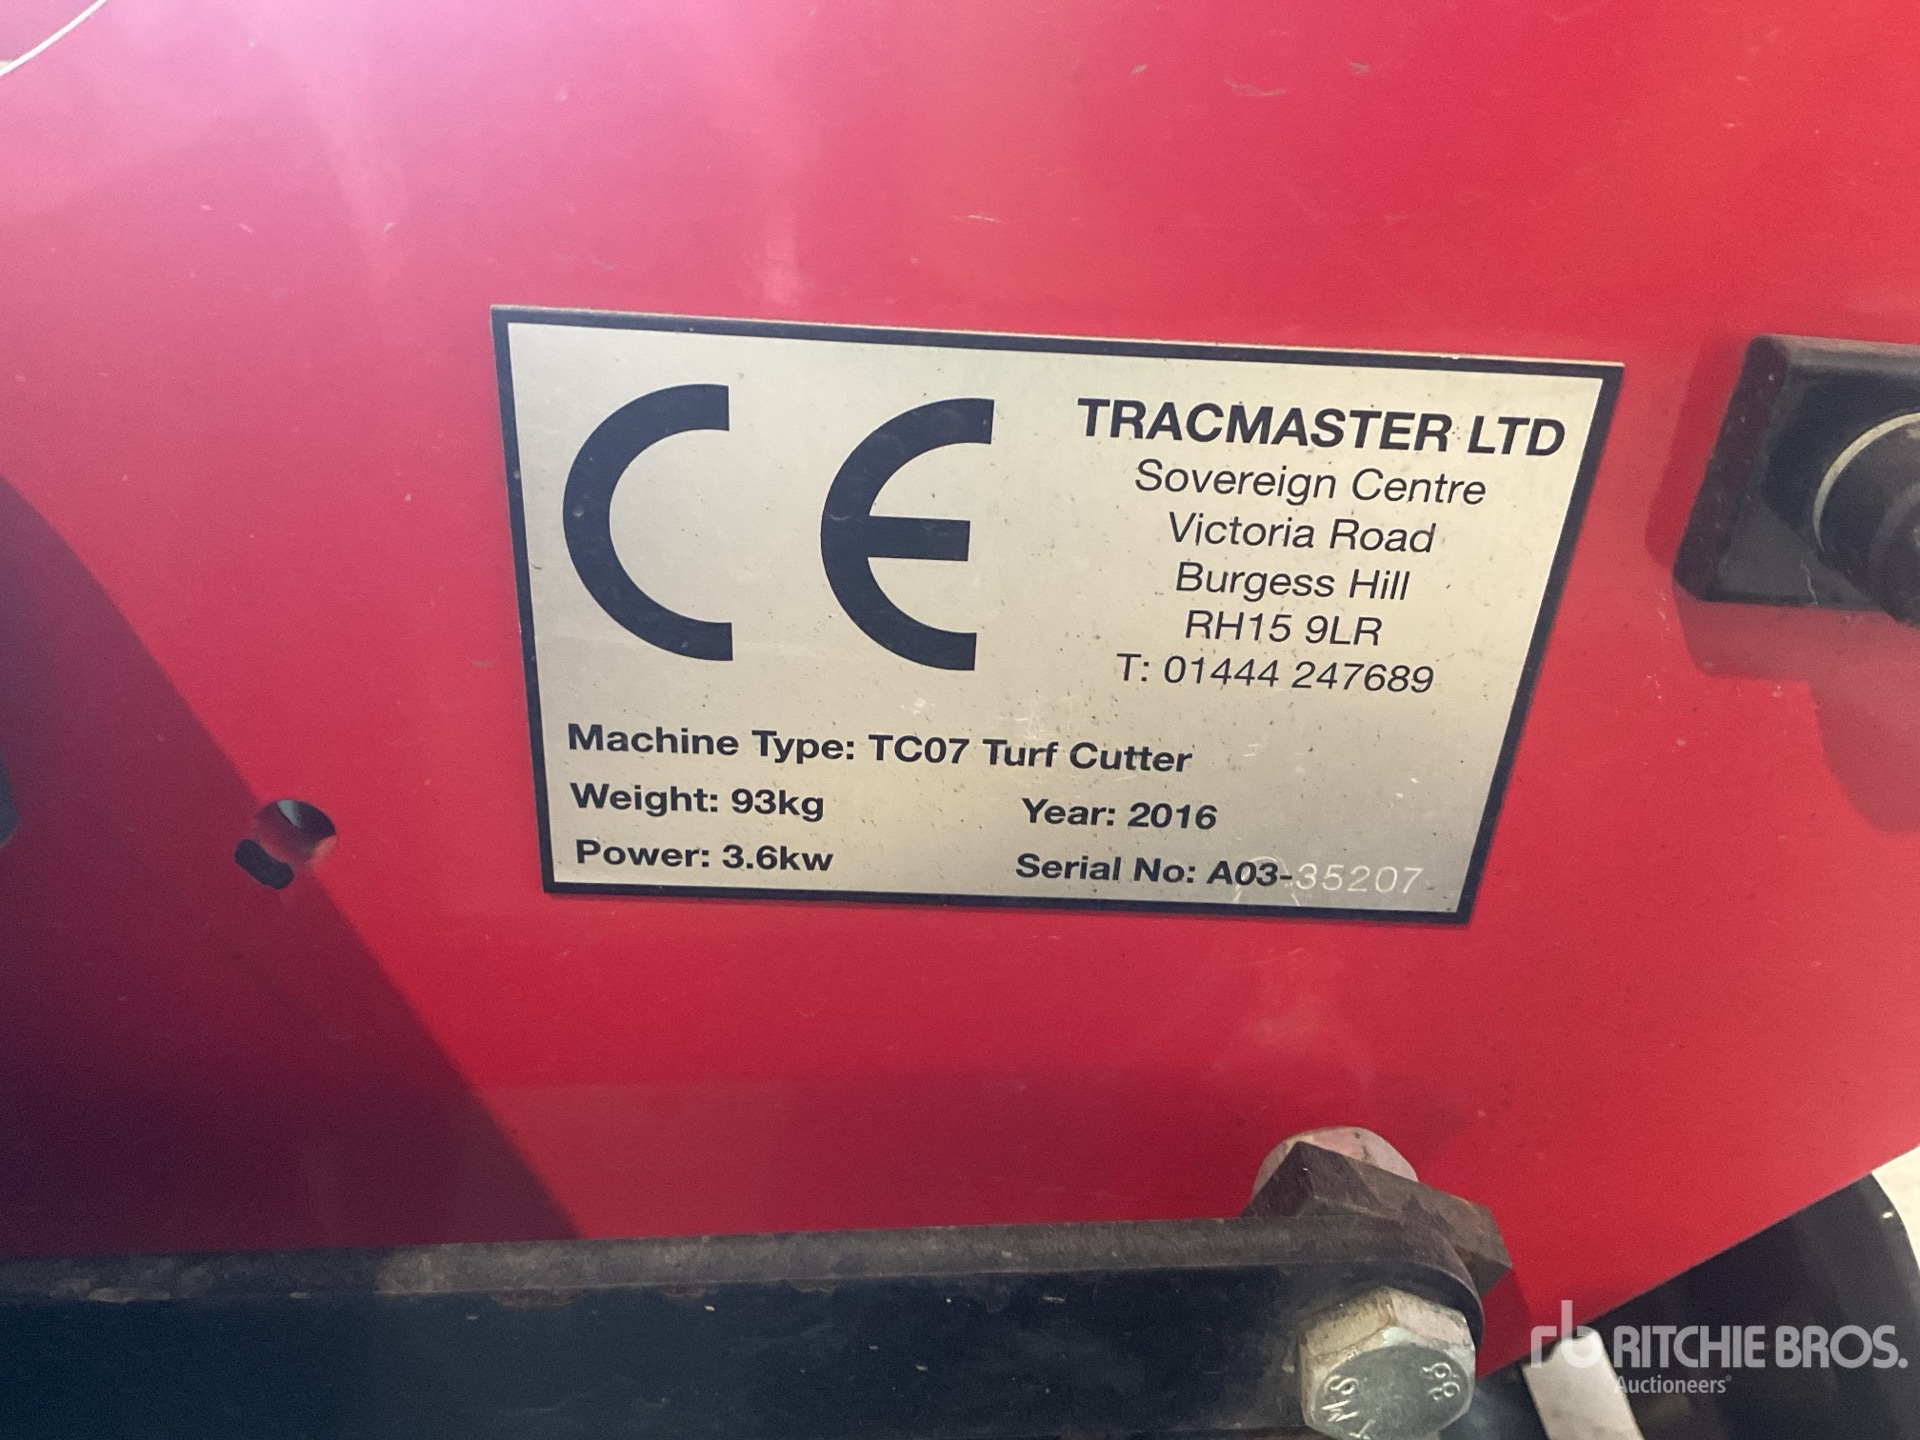 CE
TRACMASTER LTD
Sovereign Centre
Victoria Road
Burgess Hill
RH15 9LR
T: 01444 247689
Machine Type: TC07 Turf Cutter
Weight: 93kg
Year: 2016
Power: 3.6kw
Serial No: A03-35207
rb RITCHIE BROS.
Auctioneers®